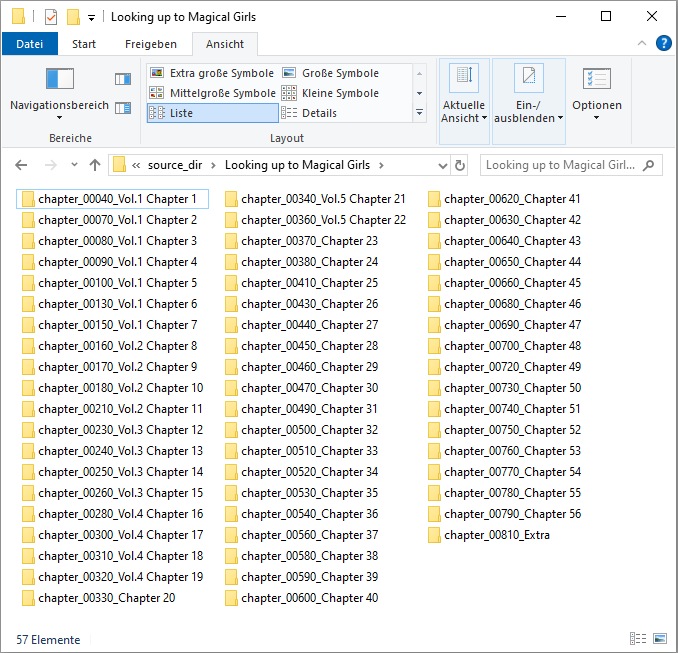 Looking up to Magical Girls
Datei Start Freigeben Ansicht
Navigationsbereich
Bereiche
Extra große Symbole Große Symbole
Mittelgroße Symbole Kleine Symbole
Liste Details
Layout
Aktuelle
Ansicht
Ein-/
ausblenden
Optionen
« source_dir > Looking up to Magical Girls >
Looking up to Magical Girl...
chapter_00040_Vol.1 Chapter 1
chapter_00070_Vol.1 Chapter 2
chapter_00080_Vol.1 Chapter 3
chapter_00090_Vol.1 Chapter 4
chapter_00100_Vol.1 Chapter 5
chapter_00130_Vol.1 Chapter 6
chapter_00150_Vol.1 Chapter 7
chapter_00160_Vol.2 Chapter 8
chapter_00170_Vol.2 Chapter 9
chapter_00180_Vol.2 Chapter 10
chapter_00210_Vol.2 Chapter 11
chapter_00230_Vol.3 Chapter 12
chapter_00240_Vol.3 Chapter 13
chapter_00250_Vol.3 Chapter 14
chapter_00260_Vol.3 Chapter 15
chapter_00280_Vol.4 Chapter 16
chapter_00300_Vol.4 Chapter 17
chapter_00310_Vol.4 Chapter 18
chapter_00320_Vol.4 Chapter 19
chapter_00330_Chapter 20
chapter_00340_Vol.5 Chapter 21
chapter_00360_Vol.5 Chapter 22
chapter_00370_Chapter 23
chapter_00380_Chapter 24
chapter_00410_Chapter 25
chapter_00430_Chapter 26
chapter_00440_Chapter 27
chapter_00450_Chapter 28
chapter_00460_Chapter 29
chapter_00470_Chapter 30
chapter_00490_Chapter 31
chapter_00500_Chapter 32
chapter_00510_Chapter 33
chapter_00520_Chapter 34
chapter_00530_Chapter 35
chapter_00540_Chapter 36
chapter_00560_Chapter 37
chapter_00580_Chapter 38
chapter_00590_Chapter 39
chapter_00600_Chapter 40
chapter_00620_Chapter 41
chapter_00630_Chapter 42
chapter_00640_Chapter 43
chapter_00650_Chapter 44
chapter_00660_Chapter 45
chapter_00680_Chapter 46
chapter_00690_Chapter 47
chapter_00700_Chapter 48
chapter_00720_Chapter 49
chapter_00730_Chapter 50
chapter_00740_Chapter 51
chapter_00750_Chapter 52
chapter_00760_Chapter 53
chapter_00770_Chapter 54
chapter_00780_Chapter 55
chapter_00790_Chapter 56
chapter_00810_Extra
57 Elemente